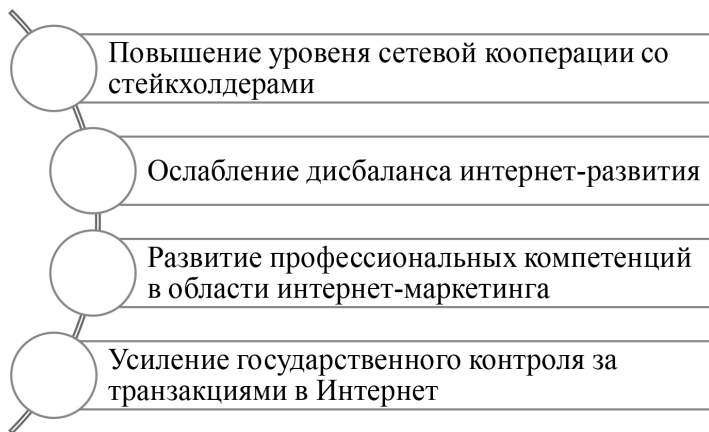 Повышение уровеня сетевой кооперации со
стейкхолдерами
Ослабление дисбаланса интернет-развития
Развитие профессиональных компетенций
в области интернет-маркетинга
Усиление государственного контроля за
транзакциями в Интернет